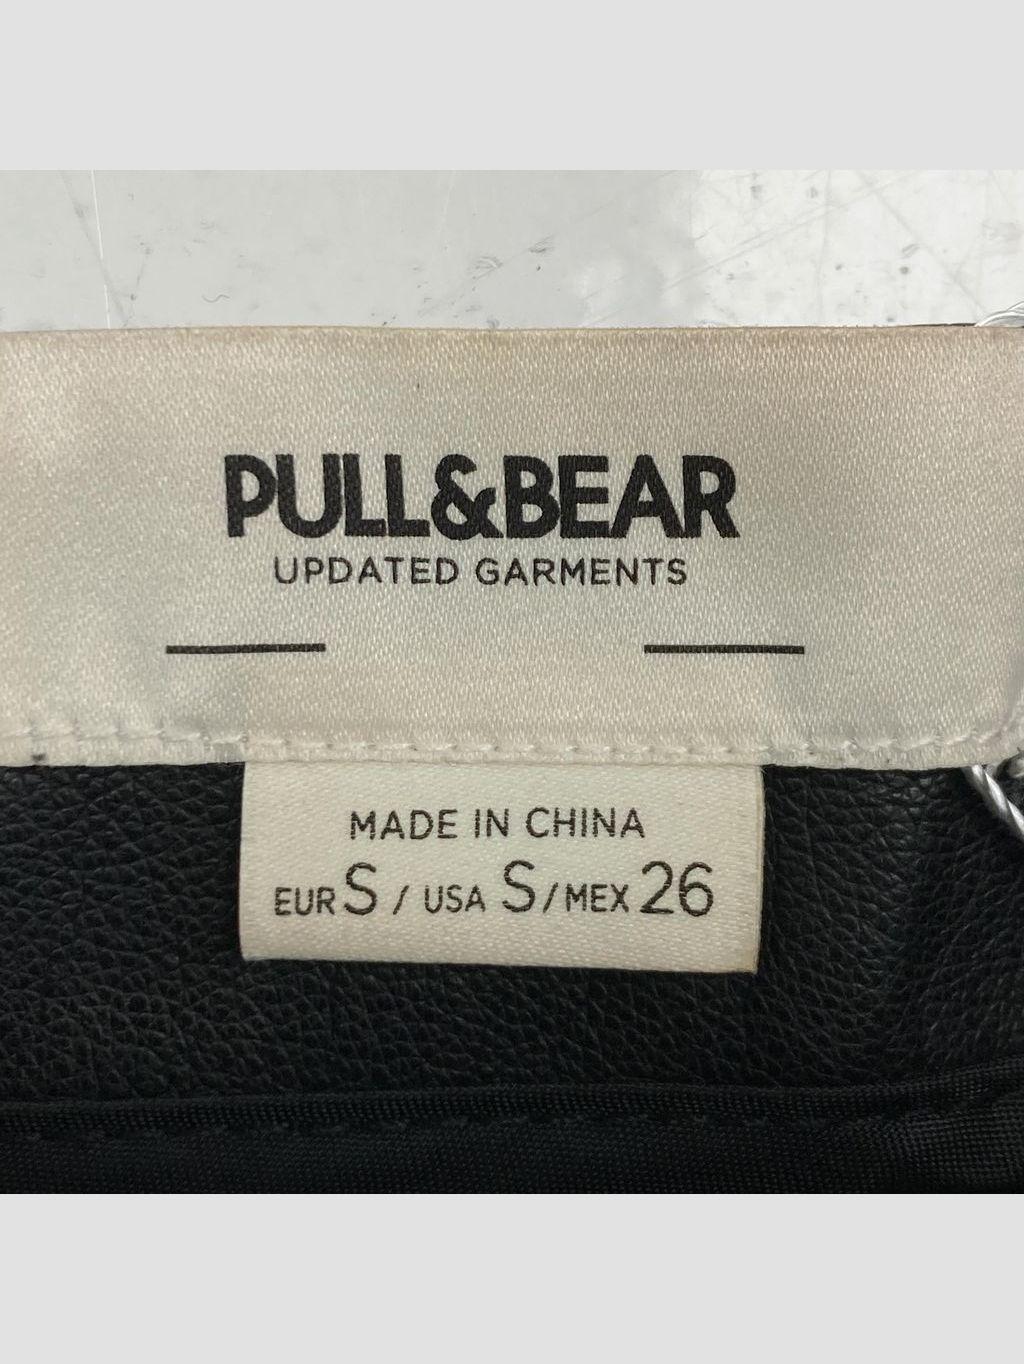 PULL&BEAR
UPDATED GARMENTS
MADE IN CHINA
EUR S / USA S / MEX 26